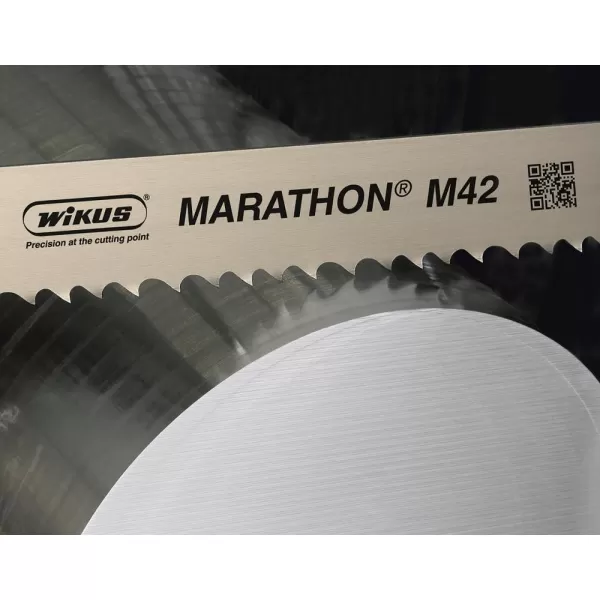 WiKUS®
Precision at the cutting point
MARATHON® M42